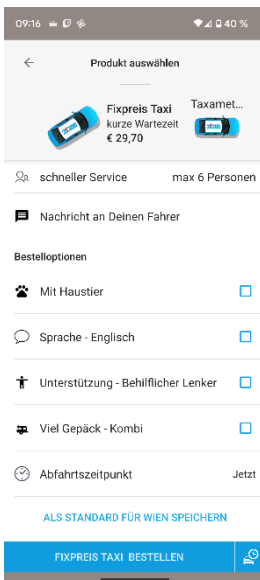 09:16 40 %
Produkt auswählen
Fixpreis Taxi
kurze Wartezeit
€ 29,70
Taxamet...
schneller Service max 6 Personen
Nachricht an Deinen Fahrer
Bestelloptionen
Mit Haustier
Sprache - Englisch
Unterstützung - Behilflicher Lenker
Viel Gepäck - Kombi
Abfahrtszeitpunkt Jetzt
ALS STANDARD FÜR WIEN SPEICHERN
FIXPREIS TAXI BESTELLEN